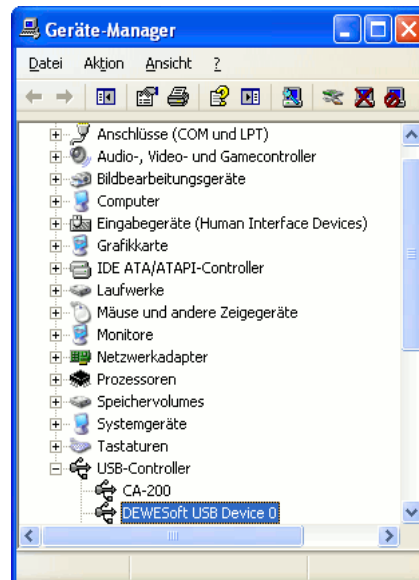 Geräte-Manager
Datei Aktion Ansicht ?
Anschlüsse (COM und LPT)
Audio-, Video- und Gamecontroller
Bildbearbeitungsgeräte
Computer
Eingabegeräte (Human Interface Devices)
Grafikkarte
IDE ATA/ATAPI-Controller
Laufwerke
Mäuse und andere Zeigegeräte
Monitore
Netzwerkadapter
Prozessoren
Speichervolumes
Systemgeräte
Tastaturen
USB-Controller
CA-200
DEWESoft USB Device 0